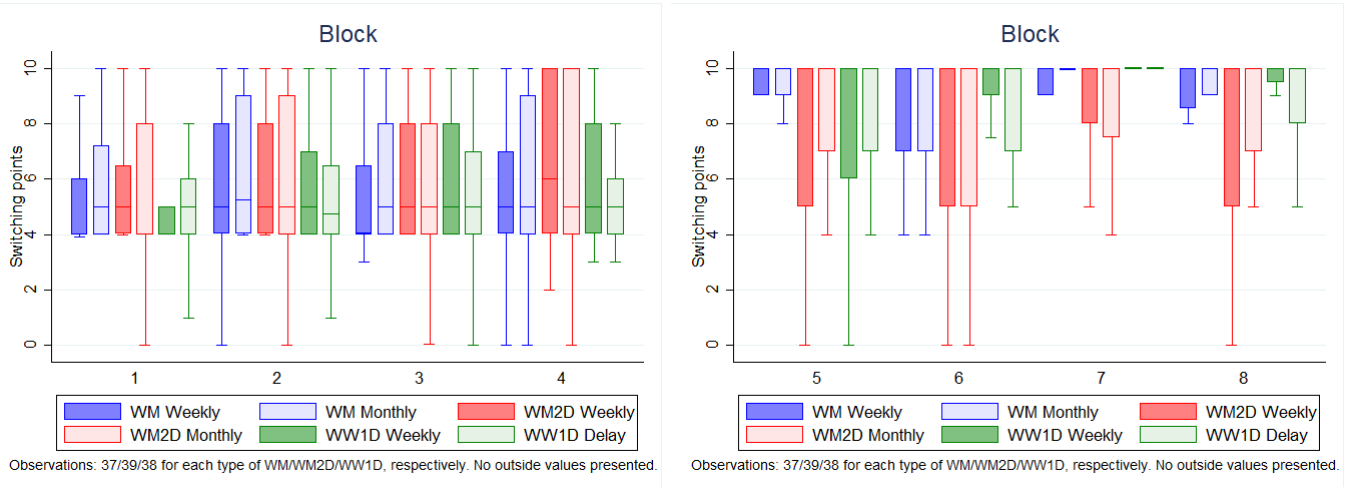 Block
Switching points
10
8
6
4
2
0
1 2 3 4
WM Weekly WM Monthly WM2D Weekly
WM2D Monthly WW1D Weekly WW1D Delay
Observations: 37/39/38 for each type of WM/WM2D/WW1D, respectively. No outside values presented.
Block
Switching points
10
8
6
4
2
0
5 6 7 8
WM Weekly WM Monthly WM2D Weekly
WM2D Monthly WW1D Weekly WW1D Delay
Observations: 37/39/38 for each type of WM/WM2D/WW1D, respectively. No outside values presented.